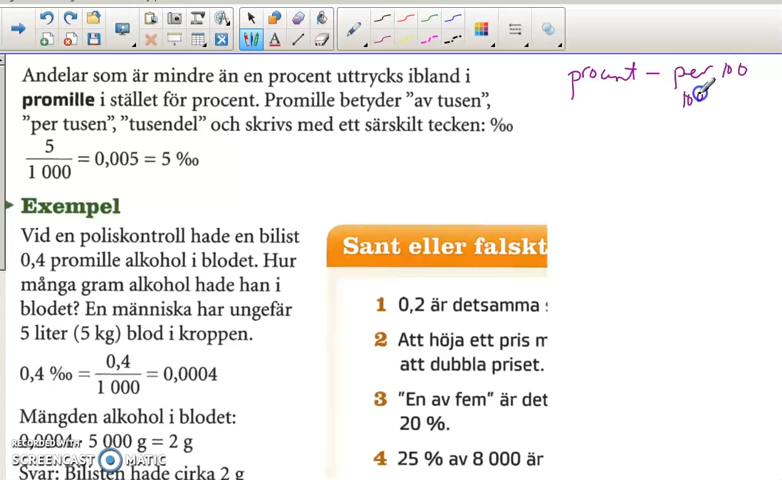 Andelar som är mindre än en procent uttrycks ibland i
promille i stället för procent. Promille betyder ”av tusen”,
”per tusen”, ”tusendel” och skrivs med ett särskilt tecken: ‰
5
1 000
= 0,005 = 5 ‰
procent – per 100
100
Exempel
Vid en poliskontroll hade en bilist
0,4 promille alkohol i blodet. Hur
många gram alkohol hade han i
blodet? En människa har ungefär
5 liter (5 kg) blod i kroppen.
0,4 ‰ = 0,4
1 000
= 0,0004
Mängden alkohol i blodet:
0,0004 · 5 000 g = 2 g
Svar: Bilisten hade cirka 2 g
Sant eller falskt
1 0,2 är detsamma s
2 Att höja ett pris m
att dubbla priset.
3 ”En av fem” är det
20 %.
4 25 % av 8 000 är
RECORDED WITH
SCREENCAST MATIC